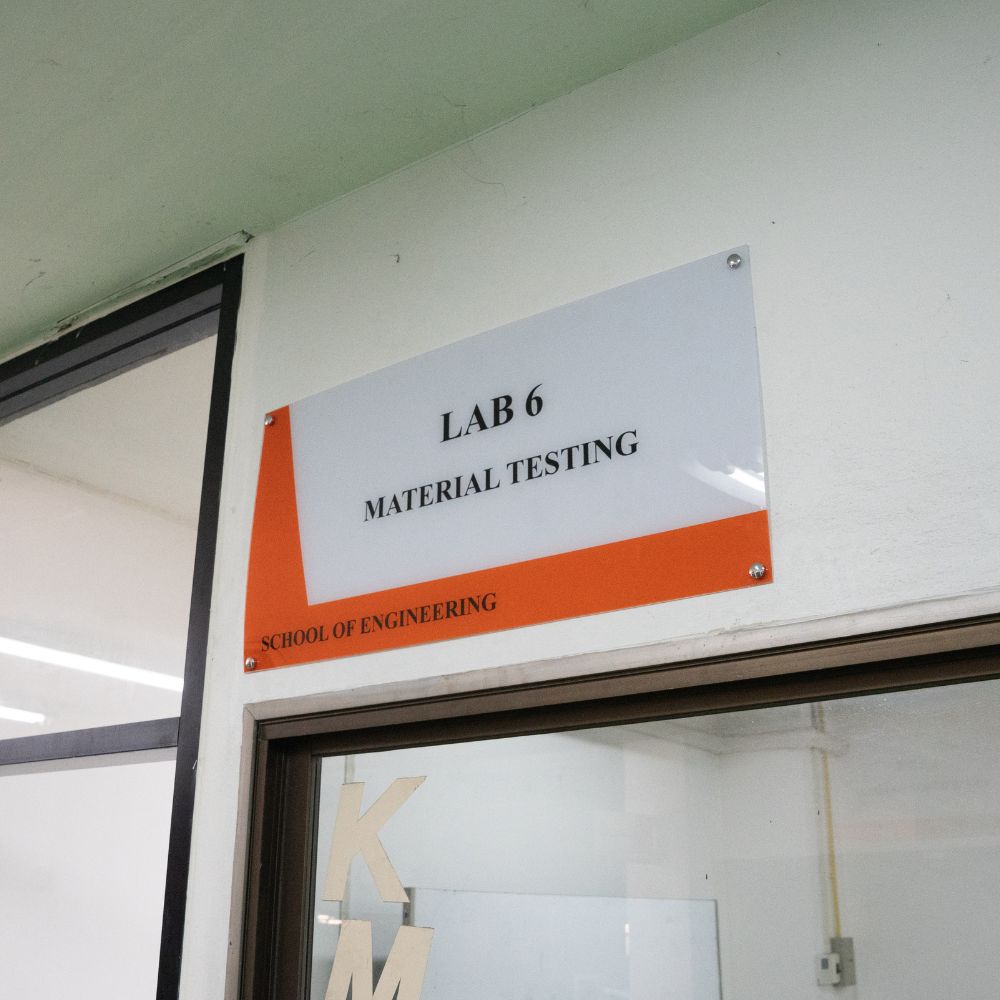 LAB 6
MATERIAL TESTING
SCHOOL OF ENGINEERING
K
M